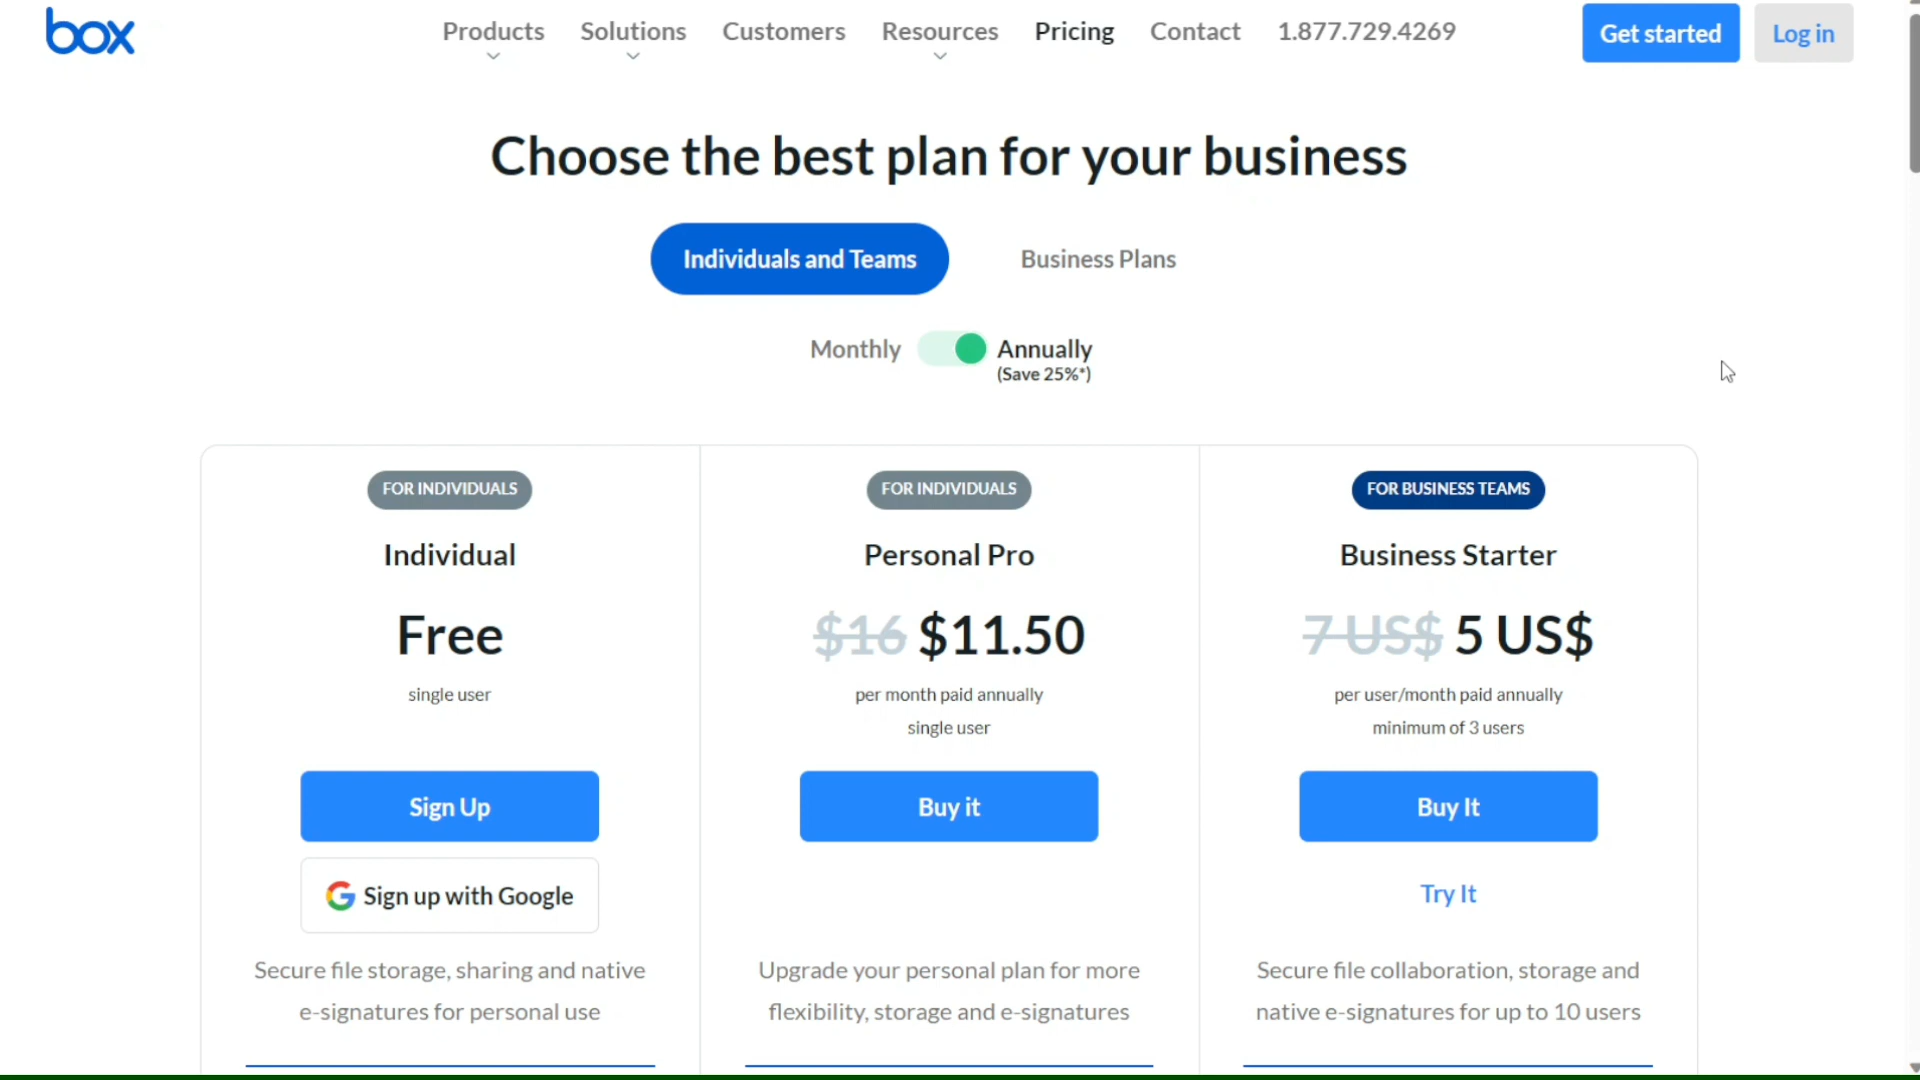 box
Products
Solutions
Customers
Resources
Pricing
Contact
1.877.729.4269
Get started
Log in
Choose the best plan for your business
Individuals and Teams
Business Plans
Monthly
Annually
(Save 25%*)
FOR INDIVIDUALS
Individual
Free
single user
Sign Up
Sign up with Google
Secure file storage, sharing and native
e-signatures for personal use
FOR INDIVIDUALS
Personal Pro
$16 $11.50
per month paid annually
single user
Buy it
Upgrade your personal plan for more
flexibility, storage and e-signatures
FOR BUSINESS TEAMS
Business Starter
7 US$ 5 US$
per user/month paid annually
minimum of 3 users
Buy It
Try It
Secure file collaboration, storage and
native e-signatures for up to 10 users